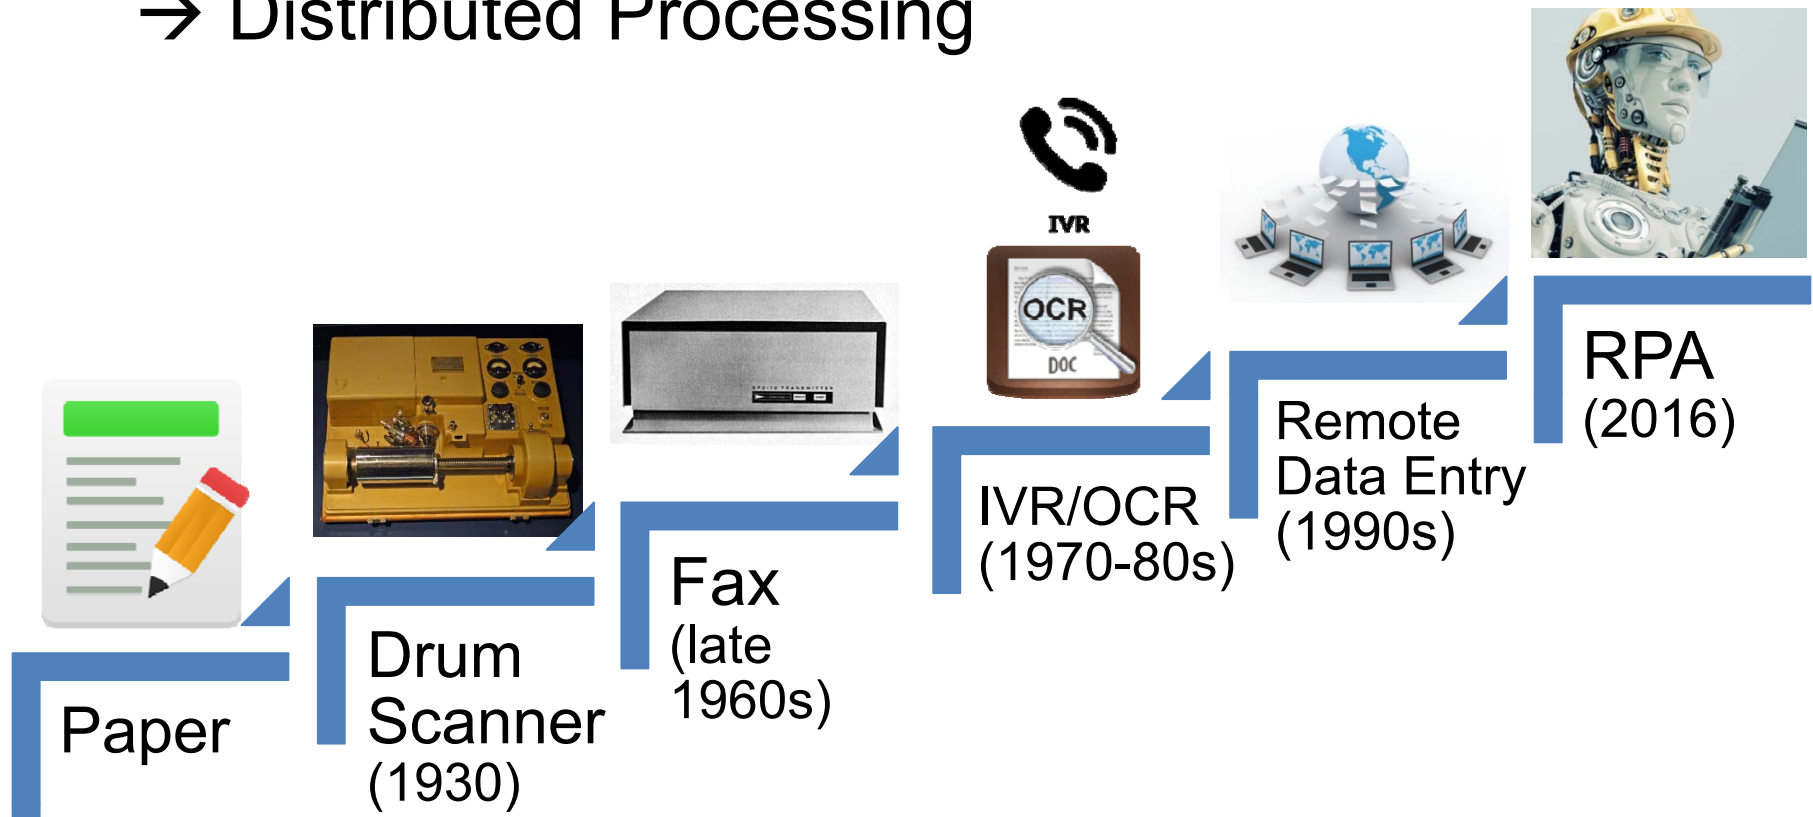 → Distributed Processing
IVR
OCR
DOC
Paper
Drum
Scanner
(1930)
Fax
(late
1960s)
IVR/OCR
(1970-80s)
Remote
Data Entry
(1990s)
RPA
(2016)